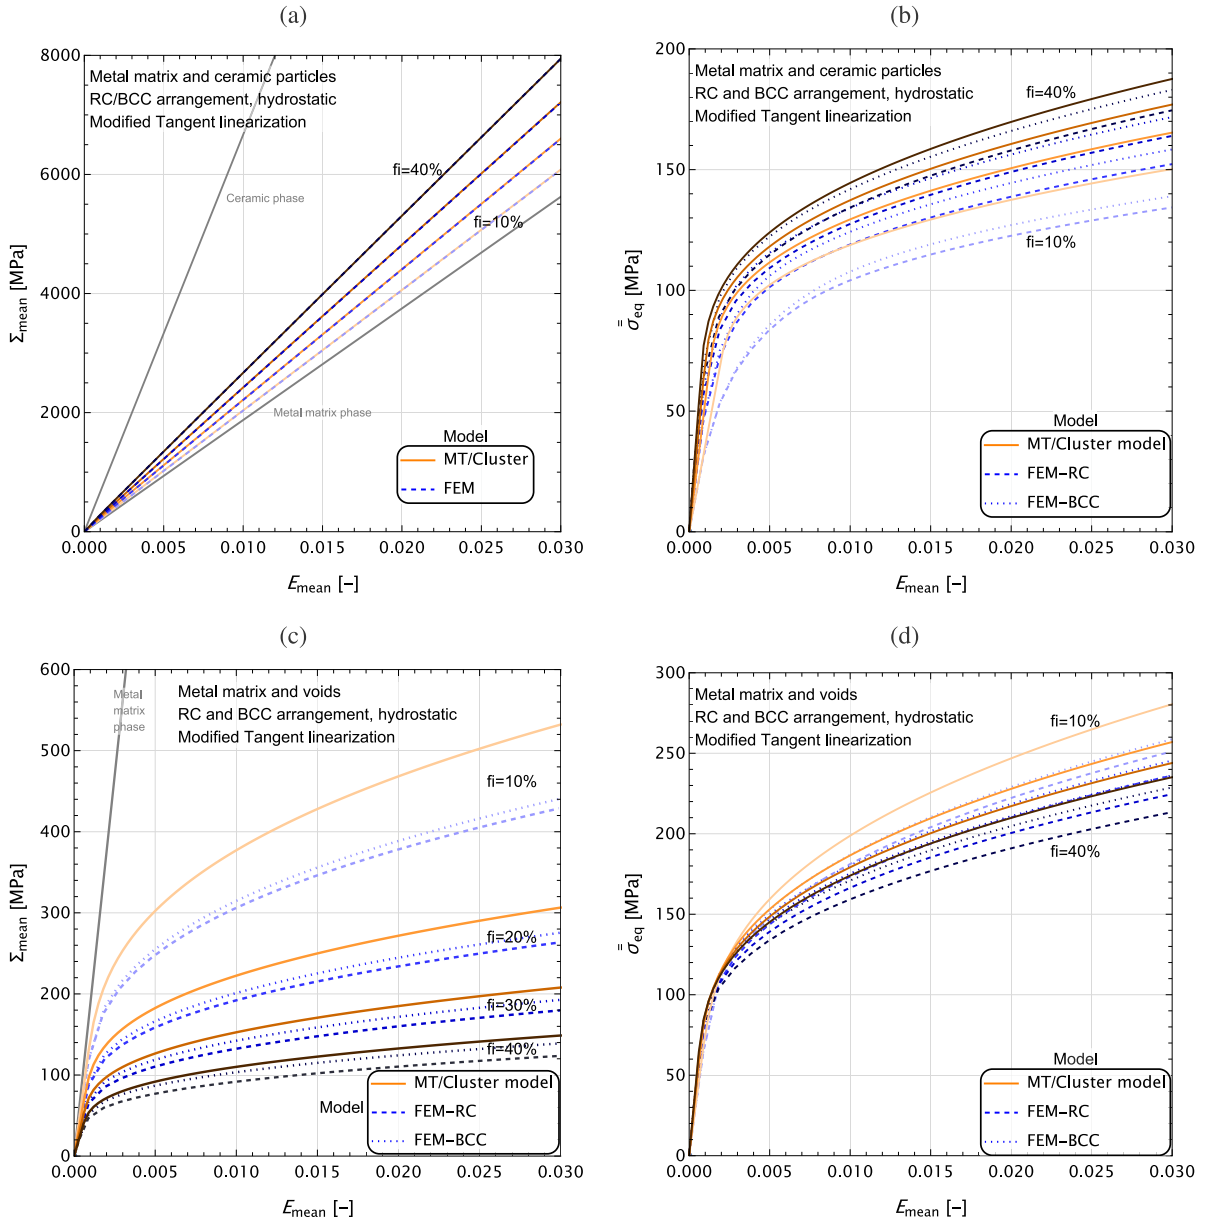 (a)
8000
6000
4000
2000
0
Σmean [MPa]
Metal matrix and ceramic particles
RC/BCC arrangement, hydrostatic
Modified Tangent linearization
fi=40%
Ceramic phase
fi=10%
Metal matrix phase
Model
MT/Cluster
FEM
0.000 0.005 0.010 0.015 0.020 0.025 0.030
Emean [–]
(b)
200
150
100
50
0
σ̿eq [MPa]
Metal matrix and ceramic particles
RC and BCC arrangement, hydrostatic
Modified Tangent linearization
fi=40%
fi=10%
Model
MT/Cluster model
FEM–RC
FEM–BCC
0.000 0.005 0.010 0.015 0.020 0.025 0.030
Emean [–]
(c)
600
500
400
300
200
100
0
Σmean [MPa]
Metal
matrix
phase
Metal matrix and voids
RC and BCC arrangement, hydrostatic
Modified Tangent linearization
fi=10%
fi=20%
fi=30%
fi=40%
Model
MT/Cluster model
FEM–RC
FEM–BCC
0.000 0.005 0.010 0.015 0.020 0.025 0.030
Emean [–]
(d)
300
250
200
150
100
50
0
σ̿eq [MPa]
Metal matrix and voids
RC and BCC arrangement, hydrostatic
Modified Tangent linearization
fi=10%
fi=40%
Model
MT/Cluster model
FEM–RC
FEM–BCC
0.000 0.005 0.010 0.015 0.020 0.025 0.030
Emean [–]